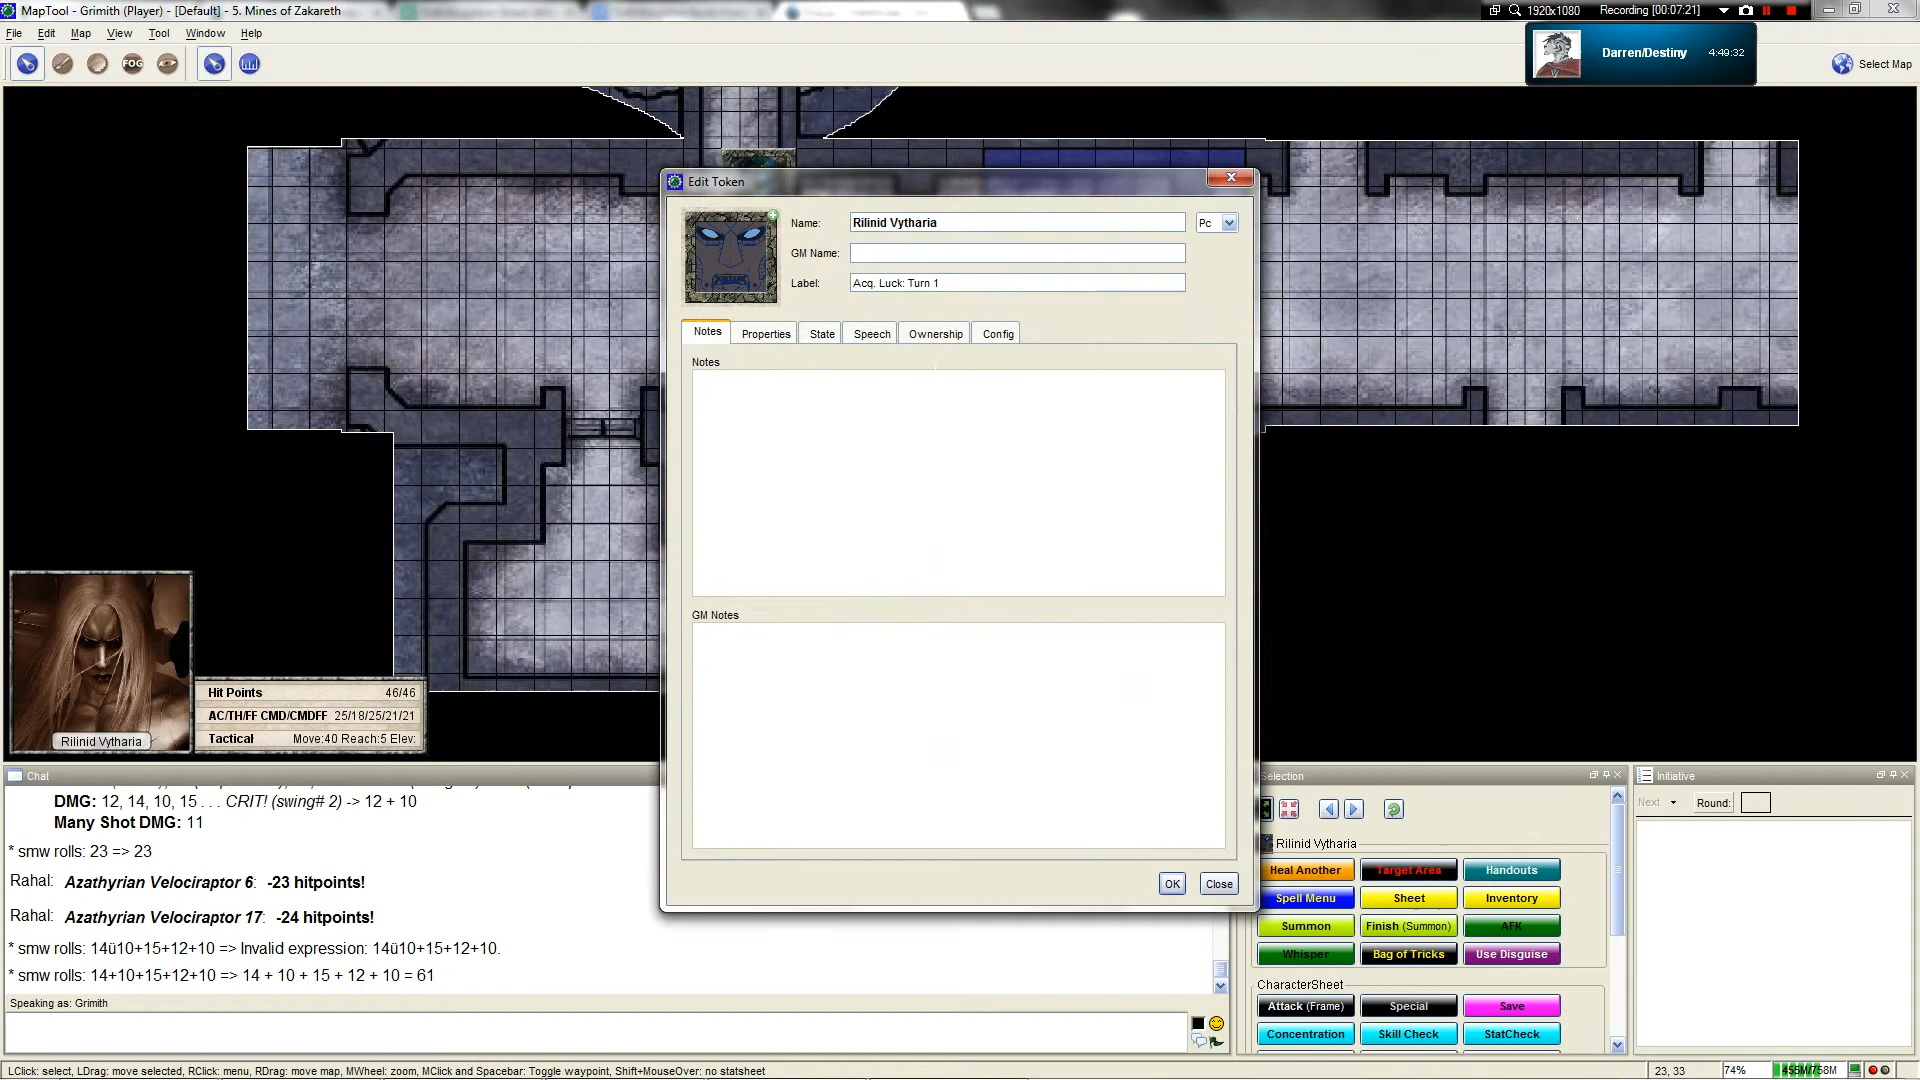 MapTool - Grimith (Player) - [Default] - 5. Mines of Zakareth
1920x1080
Recording [00:07:21]
File Edit Map View Tool Window Help
FOG
Darren/Destiny 4:49:32
Select Map
Edit Token
Name: Rilinid Vytharia Pc
GM Name:
Label: Acq. Luck: Turn 1
Notes Properties State Speech Ownership Config
Notes
GM Notes
OK Close
Rilinid Vytharia
Hit Points 46/46
AC/TH/FF CMD/CMDFF 25/18/25/21/21
Tactical Move:40 Reach:5 Elev:
Chat
DMG: 12, 14, 10, 15 . . . CRIT! (swing# 2) -> 12 + 10
Many Shot DMG: 11
* smw rolls: 23 => 23
Rahal: Azathyrian Velociraptor 6: -23 hitpoints!
Rahal: Azathyrian Velociraptor 17: -24 hitpoints!
* smw rolls: 14ü10+15+12+10 => Invalid expression: 14ü10+15+12+10.
* smw rolls: 14+10+15+12+10 => 14 + 10 + 15 + 12 + 10 = 61
Speaking as: Grimith
Selection
Rilinid Vytharia
Heal Another Target Area Handouts
Spell Menu Sheet Inventory
Summon Finish (Summon) AFK
Whisper Bag of Tricks Use Disguise
CharacterSheet
Attack (Frame) Special Save
Concentration Skill Check StatCheck
Initiative
Next Round:
LClick: select, LDrag: move selected, RClick: menu, RDrag: move map, MWheel: zoom, MClick and Spacebar: Toggle waypoint, Shift+MouseOver: no statsheet
23, 33
74%
455M/758M